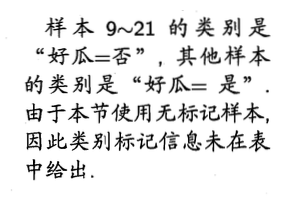 样本 9~21 的类别是
“好瓜=否”, 其他样本
的类别是“好瓜= 是”.
由于本节使用无标记样本,
因此类别标记信息未在表
中给出.